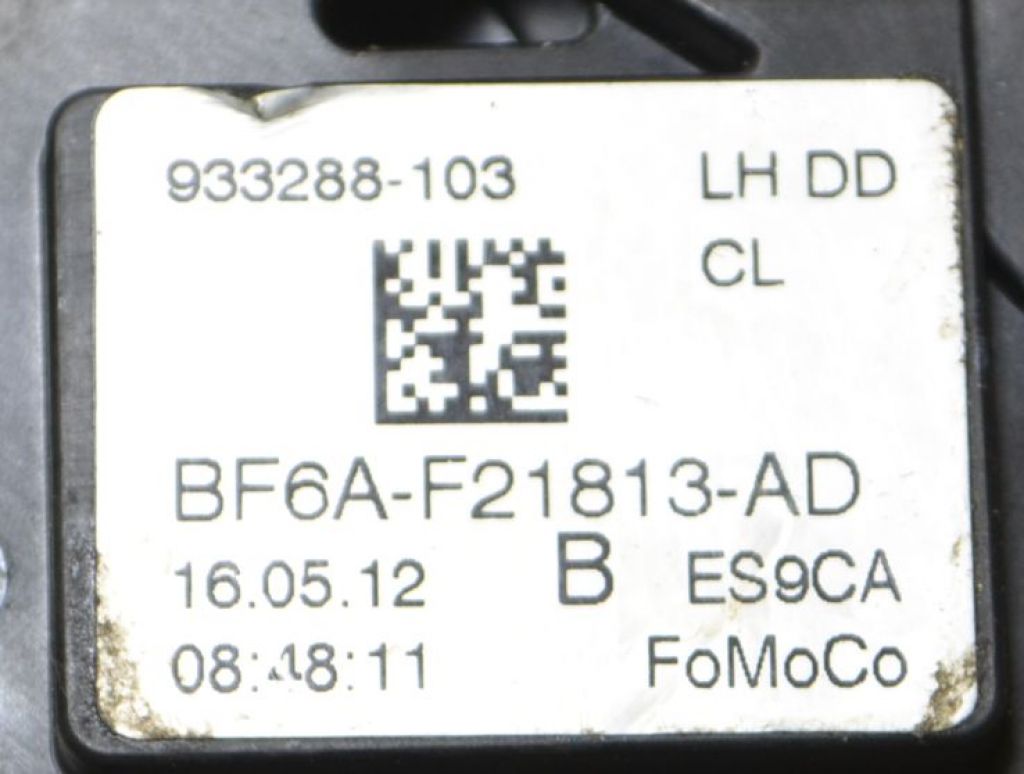 933288-103 LH DD
CL
BF6A-F21813-AD
16.05.12 B ES9CA
FoMoCo